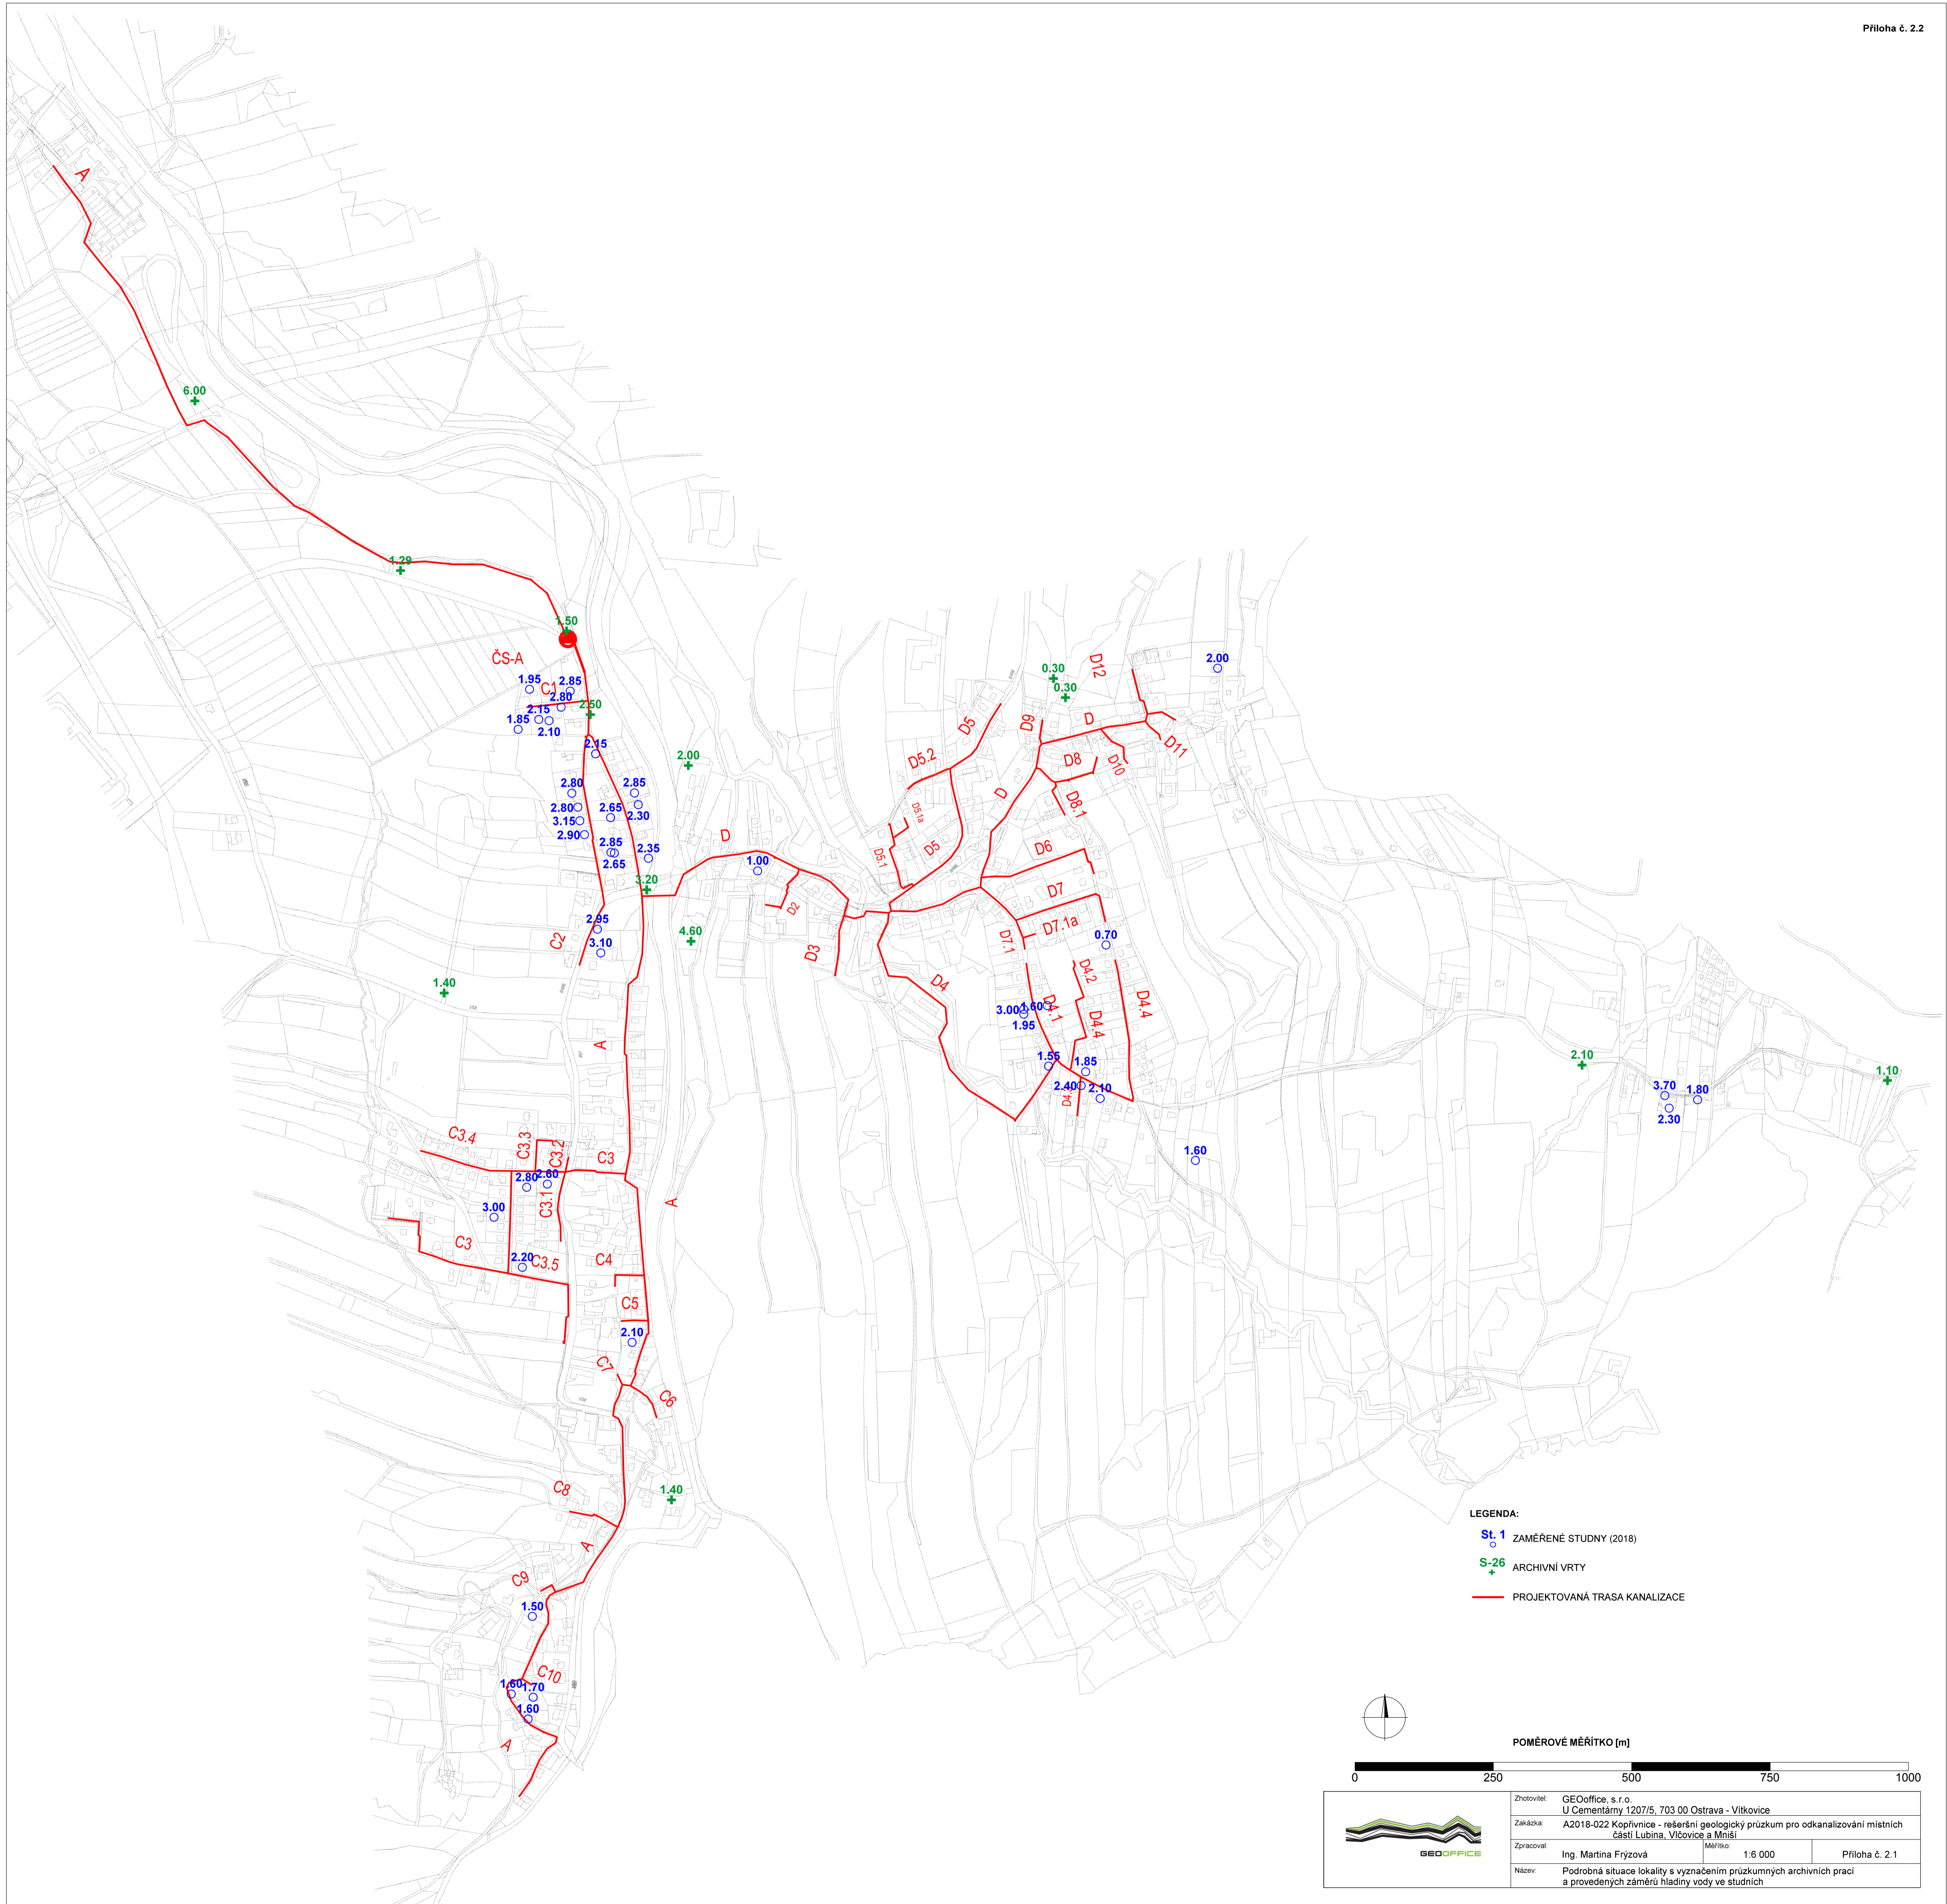 Příloha č. 2.2
A
6.00
1.29
1.50
ČS-A
1.95
C1
2.85
2.80
2.50
2.15
1.85
2.10
2.15
2.00
2.80
2.85
2.80
2.65
3.15
2.30
2.90
2.85
2.65
2.35
3.20
D
1.00
D2
2.95
C2
3.10
4.60
D3
1.40
A
0.30
0.30
D12
2.00
D5
D9
D
D11
D5.2
D8
D10
D
D5.1a
D8.1
D5
D5.1
D6
D7
D7.1a
D7.1
0.70
D4
D4.2
D4.1
D4.4
3.00
1.60
1.95
D4.4
1.55
1.85
2.40
2.10
1.60
2.10
3.70
1.80
2.30
1.10
C3.4
C3.3
C3.2
C3
2.80
2.60
C3.1
3.00
A
C3
2.20
C3.5
C4
C5
2.10
C7
C6
C8
1.40
A
C9
1.50
C10
1.60
1.70
1.60
A
LEGENDA:
St. 1 ZAMĚŘENÉ STUDNY (2018)
S-26 ARCHIVNÍ VRTY
PROJEKTOVANÁ TRASA KANALIZACE
POMĚROVÉ MĚŘÍTKO [m]
0 250 500 750 1000
Zhotovitel: GEOoffice, s.r.o.
U Cementárny 1207/5, 703 00 Ostrava - Vítkovice
Zakázka: A2018-022 Kopřivnice - rešeršní geologický průzkum pro odkanalizování místních
částí Lubina, Vlčovice a Mniší
Zpracoval: Ing. Martina Frýzová Měřítko: 1:6 000 Příloha č. 2.1
GEOOFFICE
Název: Podrobná situace lokality s vyznačením průzkumných archivních prací
a provedených záměrů hladiny vody ve studních